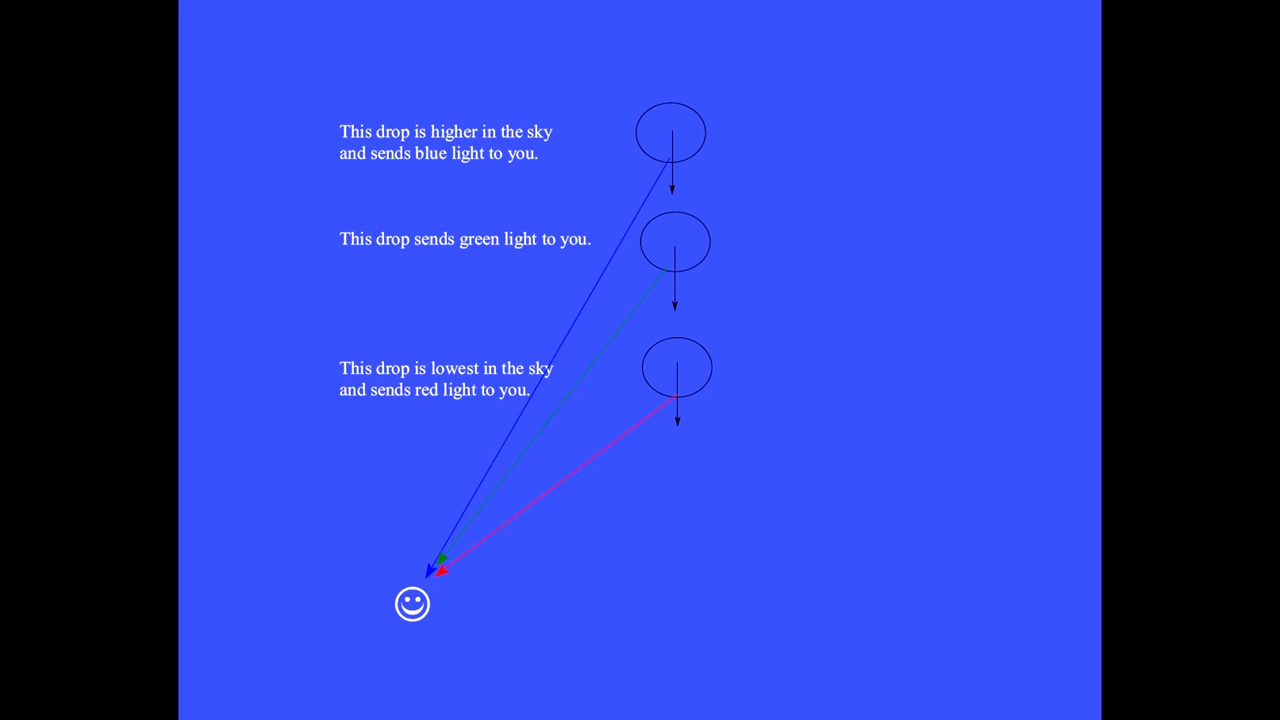 This drop is higher in the sky
and sends blue light to you.
This drop sends green light to you.
This drop is lowest in the sky
and sends red light to you.